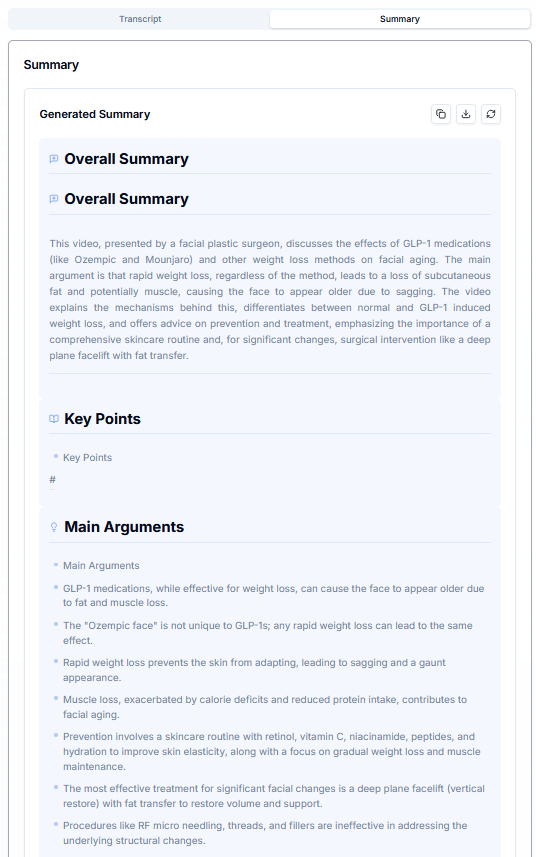 Transcript
Summary
Summary
Generated Summary
Overall Summary
Overall Summary
This video, presented by a facial plastic surgeon, discusses the effects of GLP-1 medications
(like Ozempic and Mounjaro) and other weight loss methods on facial aging. The main
argument is that rapid weight loss, regardless of the method, leads to a loss of subcutaneous
fat and potentially muscle, causing the face to appear older due to sagging. The video
explains the mechanisms behind this, differentiates between normal and GLP-1 induced
weight loss, and offers advice on prevention and treatment, emphasizing the importance of a
comprehensive skincare routine and, for significant changes, surgical intervention like a deep
plane facelift with fat transfer.
Key Points
Key Points
#
Main Arguments
Main Arguments
GLP-1 medications, while effective for weight loss, can cause the face to appear older due
to fat and muscle loss.
The "Ozempic face" is not unique to GLP-1s; any rapid weight loss can lead to the same
effect.
Rapid weight loss prevents the skin from adapting, leading to sagging and a gaunt
appearance.
Muscle loss, exacerbated by calorie deficits and reduced protein intake, contributes to
facial aging.
Prevention involves a skincare routine with retinol, vitamin C, niacinamide, peptides, and
hydration to improve skin elasticity, along with a focus on gradual weight loss and muscle
maintenance.
The most effective treatment for significant facial changes is a deep plane facelift (vertical
restore) with fat transfer to restore volume and support.
Procedures like RF micro needling, threads, and fillers are ineffective in addressing the
underlying structural changes.